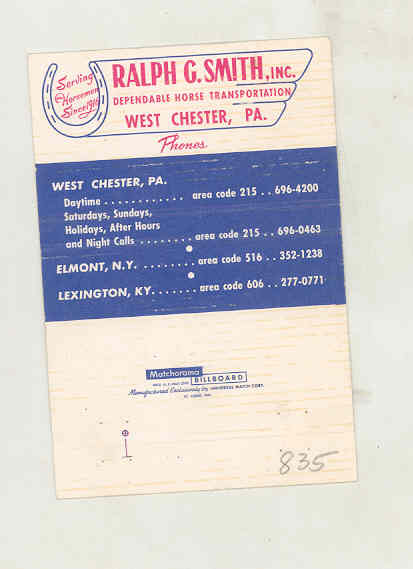 Serving
Horsemen
Since 1916
RALPH G. SMITH, INC.
DEPENDABLE HORSE TRANSPORTATION
WEST CHESTER, PA.
Phones
WEST CHESTER, PA.
Daytime . . . . . . . . . . . . area code 215 . . 696-4200
Saturdays, Sundays,
Holidays, After Hours
and Night Calls . . . . . . . . area code 215 . . 696-0463
ELMONT, N.Y. . . . . . . . . area code 516 . . 352-1238
LEXINGTON, KY. . . . . . . area code 606 . . 277-0771
Matchorama
BILLBOARD
Manufactured Exclusively by UNIVERSAL MATCH CORP.
835